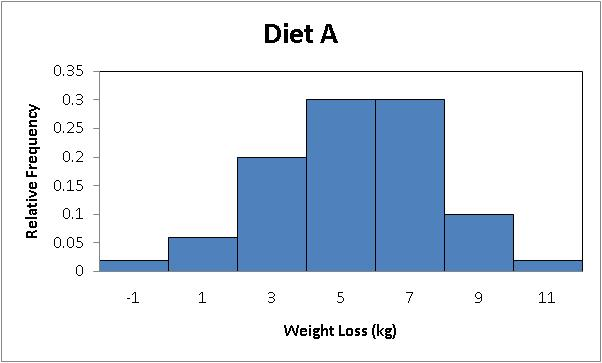 Diet A
0.35
0.3
0.25
0.2
0.15
0.1
0.05
0
Relative Frequency
-1 1 3 5 7 9 11
Weight Loss (kg)